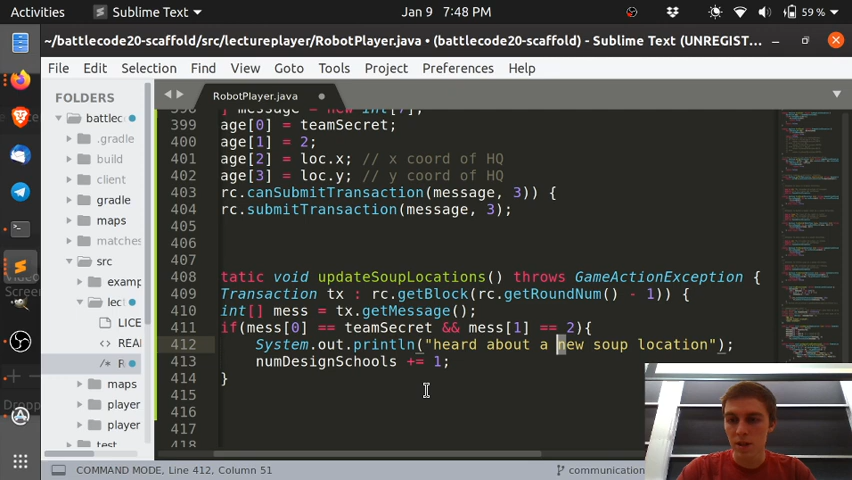 Activities Sublime Text Jan 9 7:48 PM 59 %
~/battlecode20-scaffold/src/lectureplayer/RobotPlayer.java • (battlecode20-scaffold) - Sublime Text (UNREGIST...
File Edit Selection Find View Goto Tools Project Preferences Help
FOLDERS
battlec
.gradle
build
client
gradle
maps
matches
src
examp
lect
LICE
READ
/* R
maps
player
player
test
RobotPlayer.java
398 ] message = new int[7];
399 age[0] = teamSecret;
400 age[1] = 2;
401 age[2] = loc.x; // x coord of HQ
402 age[3] = loc.y; // y coord of HQ
403 rc.canSubmitTransaction(message, 3)) {
404 rc.submitTransaction(message, 3);
405
406
407
408 tatic void updateSoupLocations() throws GameActionException {
409 Transaction tx : rc.getBlock(rc.getRoundNum() - 1)) {
410 int[] mess = tx.getMessage();
411 if(mess[0] == teamSecret && mess[1] == 2){
412 System.out.println("heard about a new soup location");
413 numDesignSchools += 1;
414 }
415
416
417
418
COMMAND MODE, Line 412, Column 51 communication